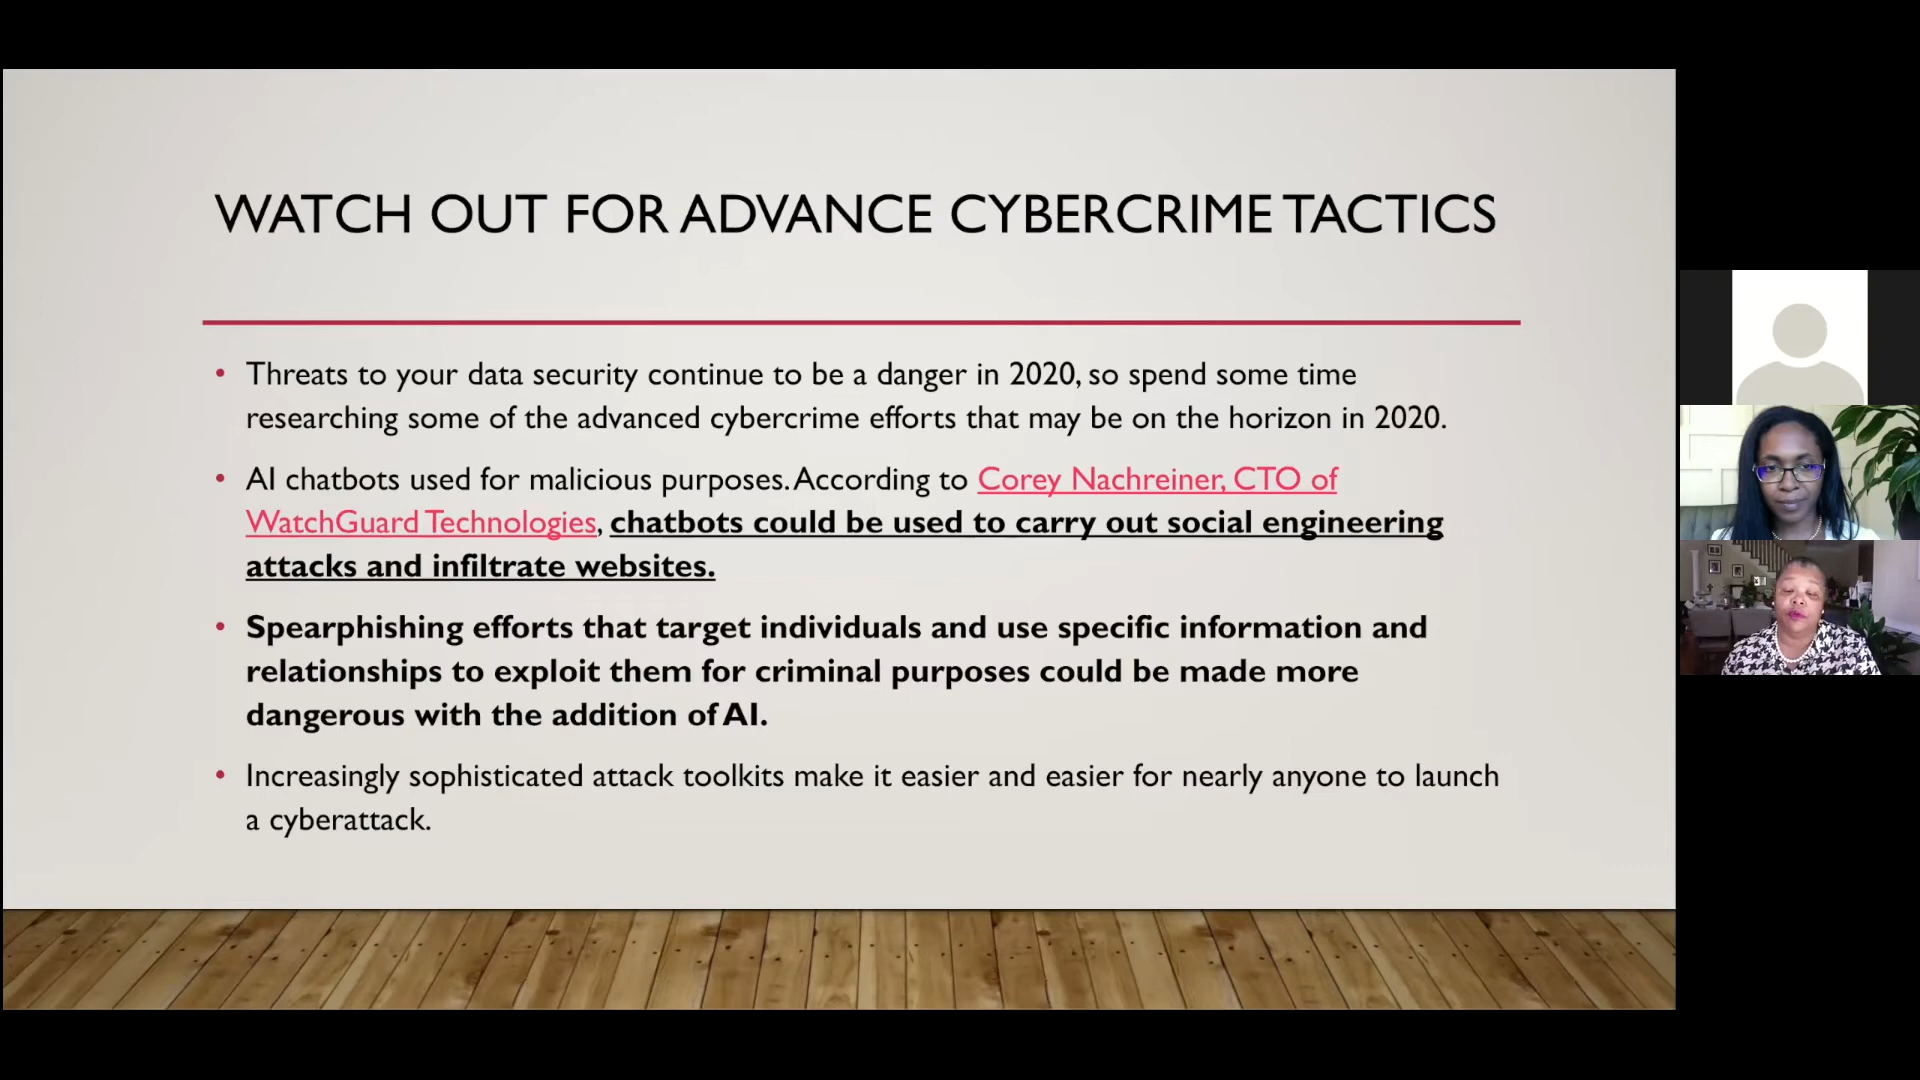 WATCH OUT FOR ADVANCE CYBERCRIME TACTICS
• Threats to your data security continue to be a danger in 2020, so spend some time
researching some of the advanced cybercrime efforts that may be on the horizon in 2020.
• AI chatbots used for malicious purposes. According to Corey Nachreiner, CTO of
WatchGuard Technologies, chatbots could be used to carry out social engineering
attacks and infiltrate websites.
• Spearphishing efforts that target individuals and use specific information and
relationships to exploit them for criminal purposes could be made more
dangerous with the addition of AI.
• Increasingly sophisticated attack toolkits make it easier and easier for nearly anyone to launch
a cyberattack.